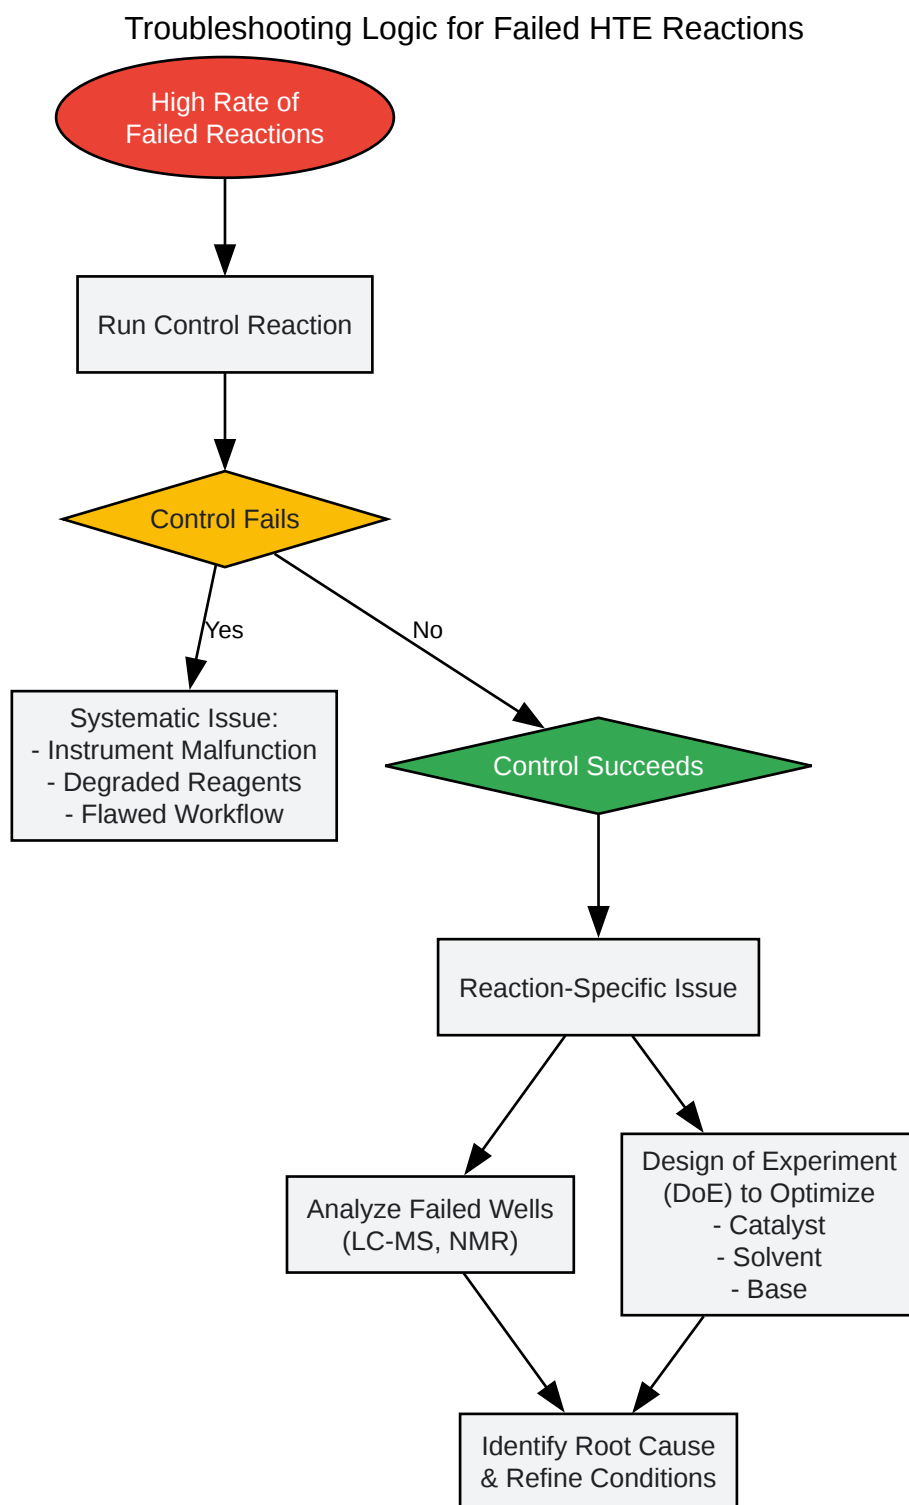 Troubleshooting Logic for Failed HTE Reactions
High Rate of
Failed Reactions
Run Control Reaction
Control Fails
Yes
No
Systematic Issue:
- Instrument Malfunction
- Degraded Reagents
- Flawed Workflow
Control Succeeds
Reaction-Specific Issue
Analyze Failed Wells
(LC-MS, NMR)
Design of Experiment
(DoE) to Optimize
- Catalyst
- Solvent
- Base
Identify Root Cause
& Refine Conditions